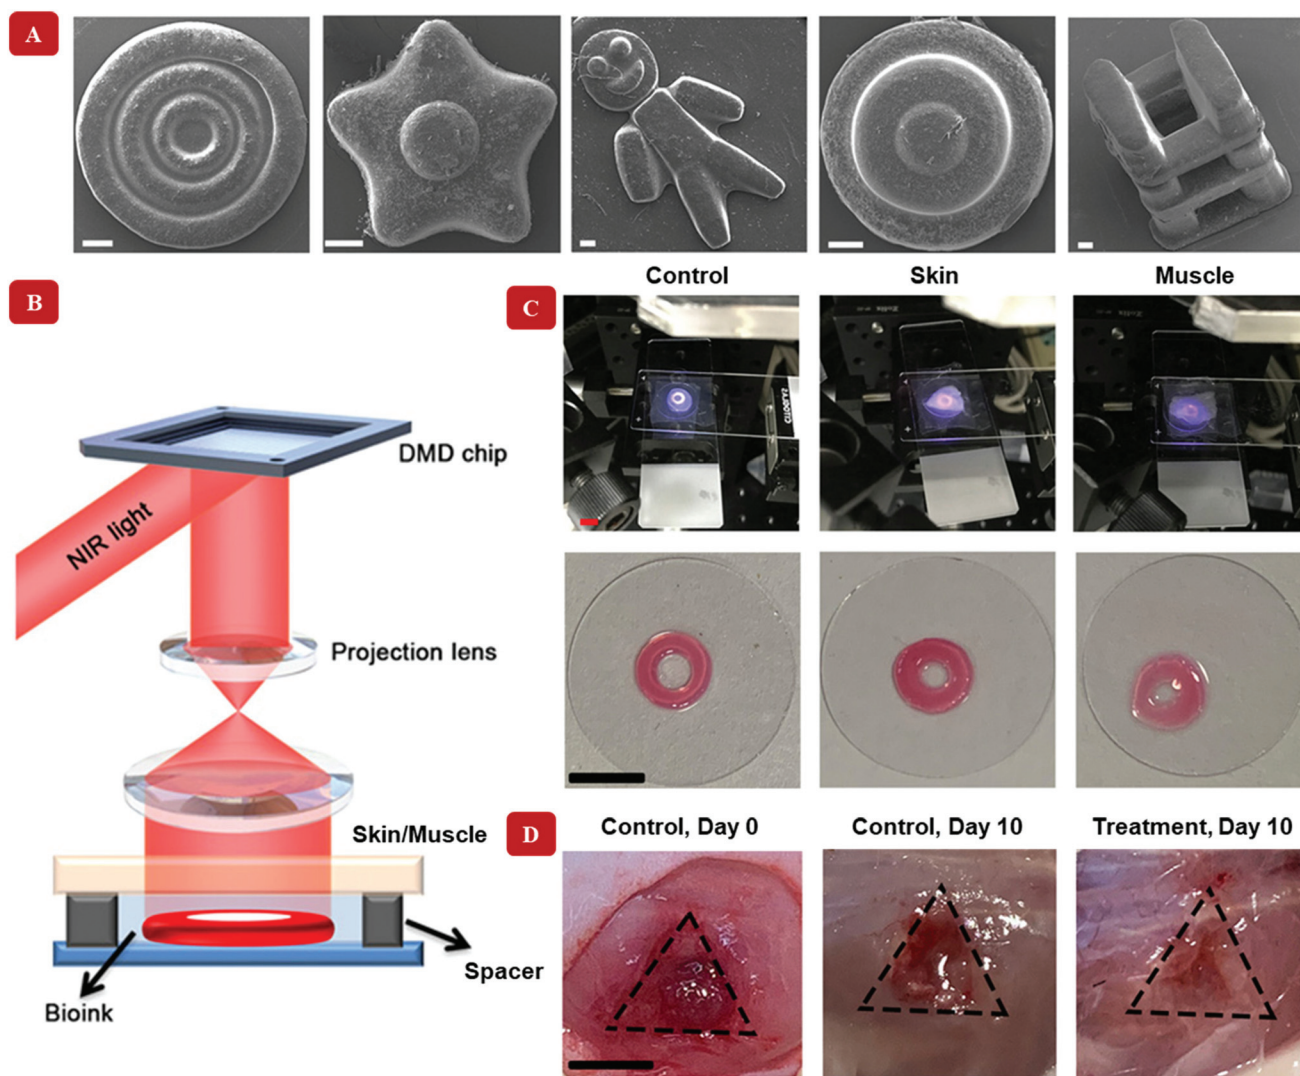 A
Control
Skin
Muscle
B
C
DMD chip
NIR light
Projection lens
Skin/Muscle
Spacer
Bioink
D
Control, Day 0
Control, Day 10
Treatment, Day 10